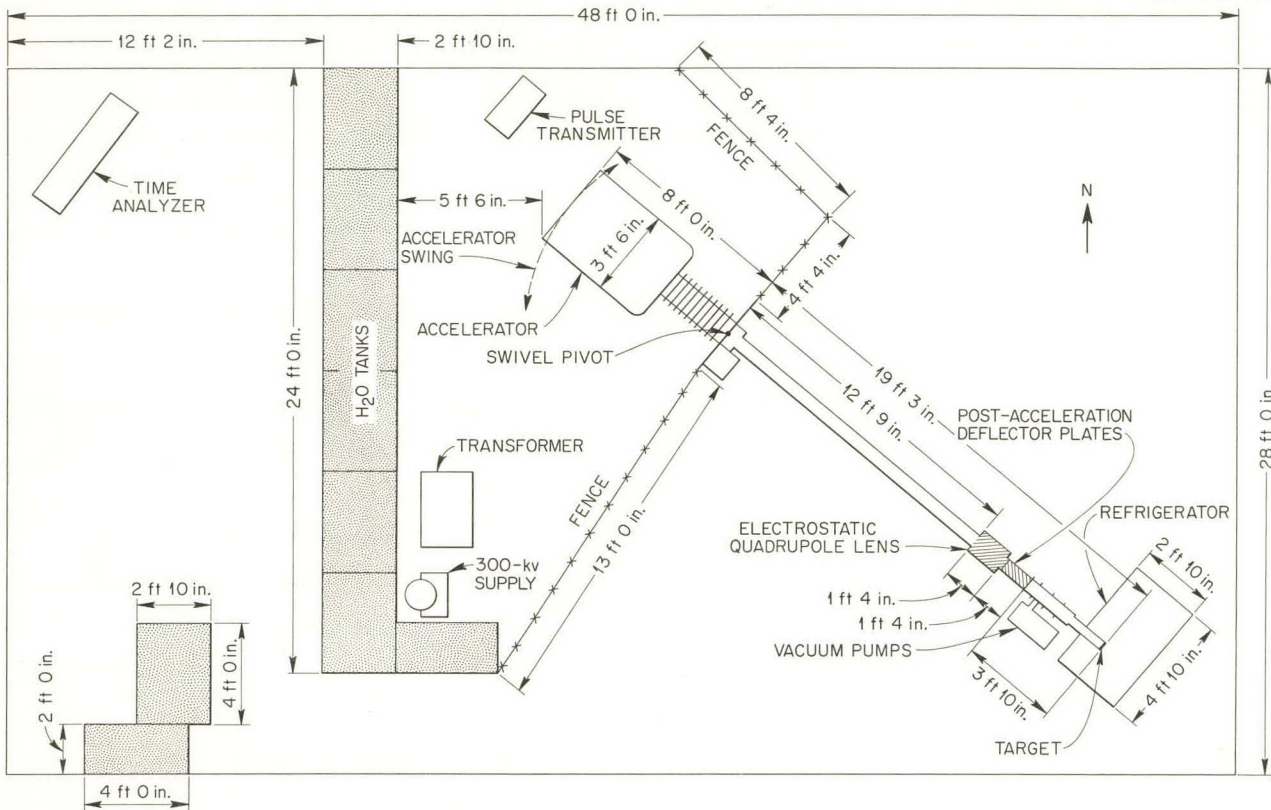 48 ft 0 in.
12 ft 2 in.
2 ft 10 in.
8 ft 4 in.
PULSE
TRANSMITTER
FENCE
TIME
ANALYZER
5 ft 6 in.
8 ft 0 in.
N
ACCELERATOR
SWING
3 ft 6 in.
4 ft 4 in.
ACCELERATOR
SWIVEL PIVOT
24 ft 0 in.
H₂O TANKS
19 ft 3 in.
12 ft 9 in.
28 ft 0 in.
POST-ACCELERATION
DEFLECTOR PLATES
TRANSFORMER
FENCE
13 ft 0 in.
REFRIGERATOR
ELECTROSTATIC
QUADRUPOLE LENS
2 ft 10 in.
300-kv
SUPPLY
2 ft 10 in.
1 ft 4 in.
1 ft 4 in.
VACUUM PUMPS
4 ft 0 in.
3 ft 10 in.
4 ft 10 in.
2 ft 0 in.
TARGET
4 ft 0 in.